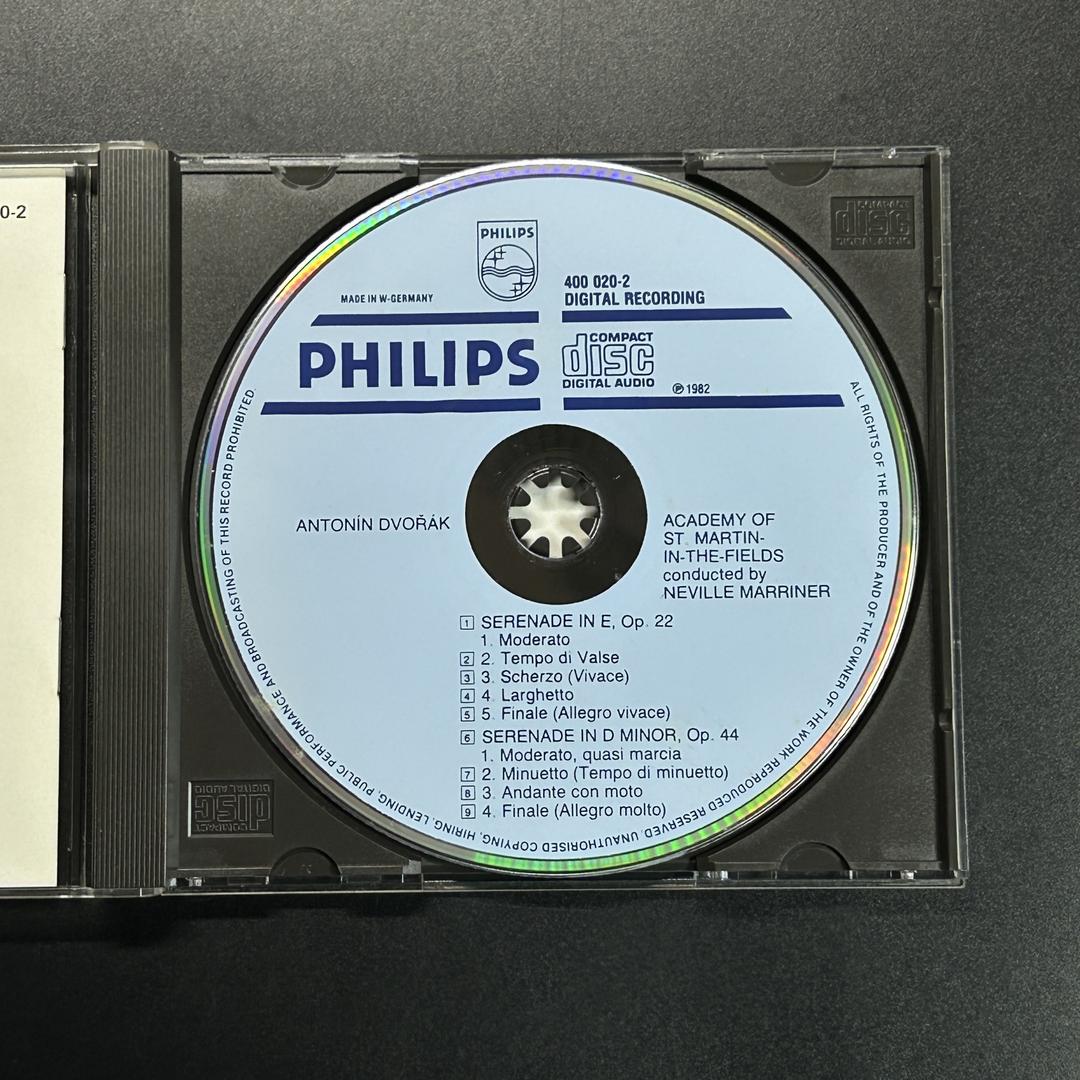 0-2
COMPACT
disc
DIGITAL AUDIO
PHILIPS
MADE IN W-GERMANY
400 020-2
DIGITAL RECORDING
PHILIPS
COMPACT
disc
DIGITAL AUDIO
℗ 1982
ANTONÍN DVOŘÁK
ACADEMY OF
ST. MARTIN-
IN-THE-FIELDS
conducted by
NEVILLE MARRINER
1 SERENADE IN E, Op. 22
1. Moderato
2 2. Tempo di Valse
3 3. Scherzo (Vivace)
4 4. Larghetto
5 5. Finale (Allegro vivace)
6 SERENADE IN D MINOR, Op. 44
1. Moderato, quasi marcia
7 2. Minuetto (Tempo di minuetto)
8 3. Andante con moto
9 4. Finale (Allegro molto)
ALL RIGHTS OF THE PRODUCER AND OF THE OWNER OF THE WORK REPRODUCED RESERVED. UNAUTHORISED COPYING, HIRING, LENDING, PUBLIC PERFORMANCE AND BROADCASTING OF THIS RECORD PROHIBITED.
COMPACT
disc
DIGITAL AUDIO